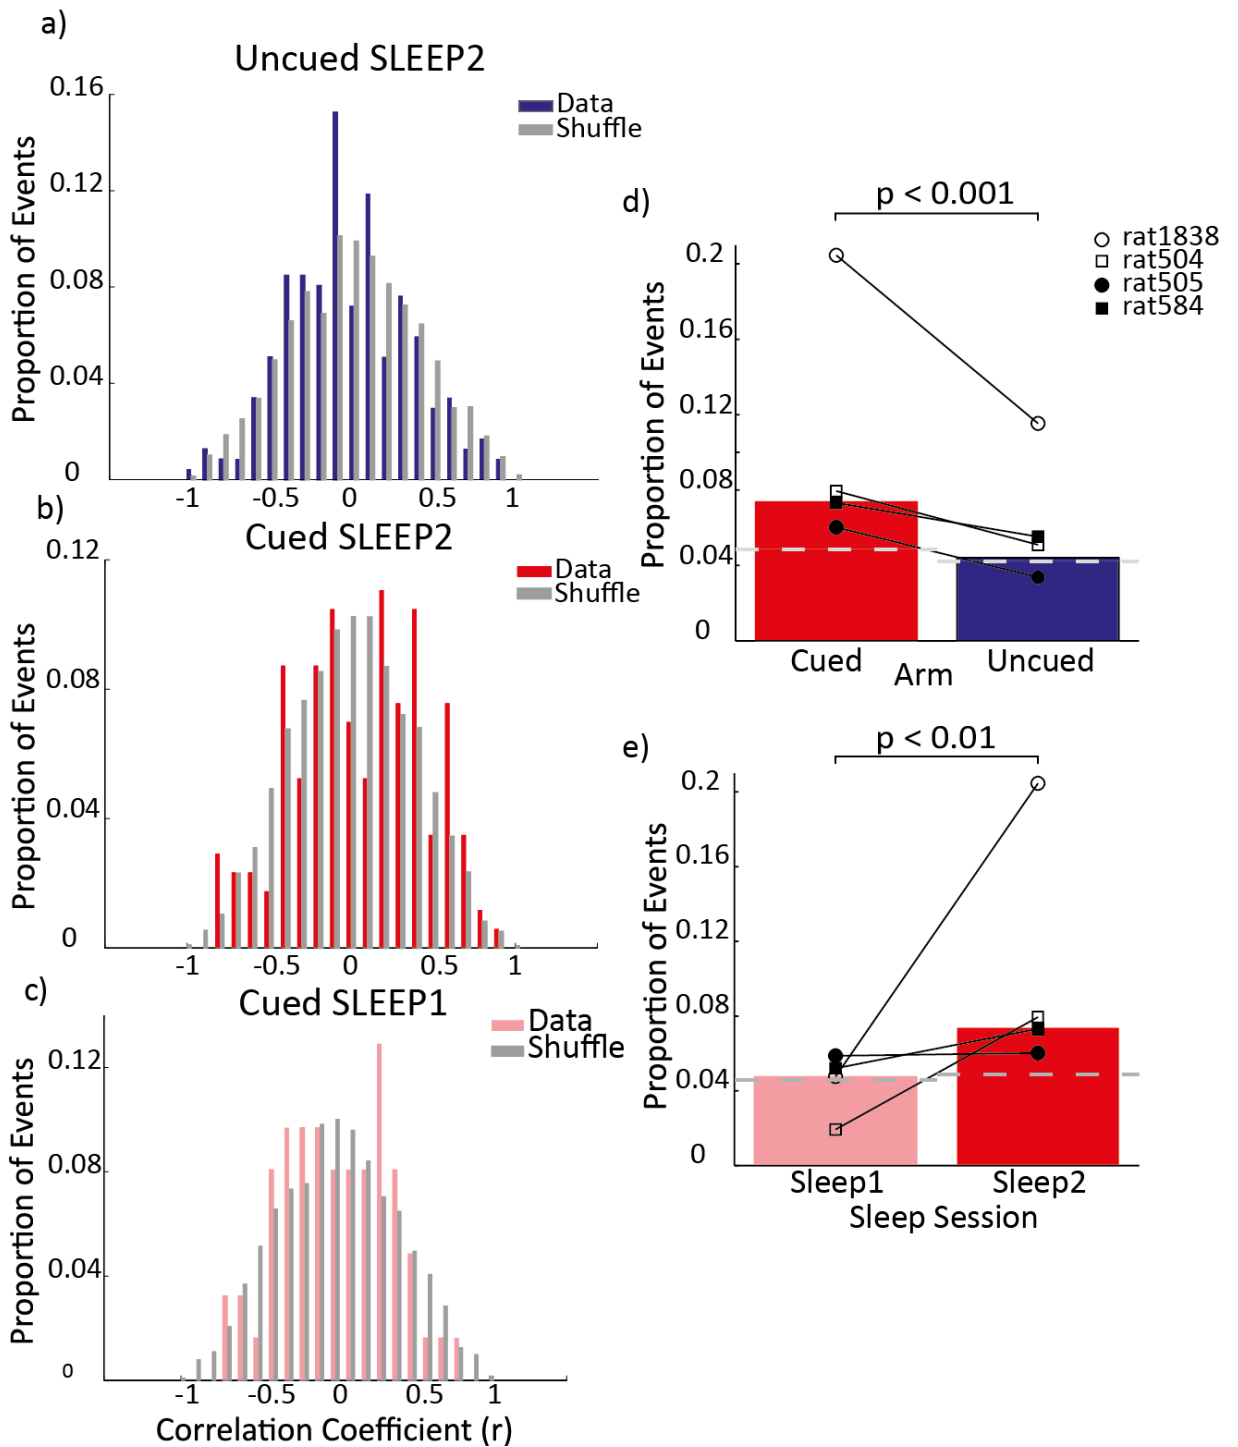 a)
Uncued SLEEP2
Proportion of Events
0.16
0.12
0.08
0.04
0
Data
Shuffle
-1 -0.5 0 0.5 1
b)
Cued SLEEP2
Proportion of Events
0.12
0.08
0.04
0
Data
Shuffle
-1 -0.5 0 0.5 1
c)
Cued SLEEP1
Proportion of Events
0.12
0.08
0.04
0
Data
Shuffle
-1 -0.5 0 0.5 1
Correlation Coefficient (r)
d)
p < 0.001
Proportion of Events
0.2
0.16
0.12
0.08
0.04
0
rat1838
rat504
rat505
rat584
Cued Uncued
Arm
e)
p < 0.01
Proportion of Events
0.2
0.16
0.12
0.08
0.04
0
Sleep1 Sleep2
Sleep Session